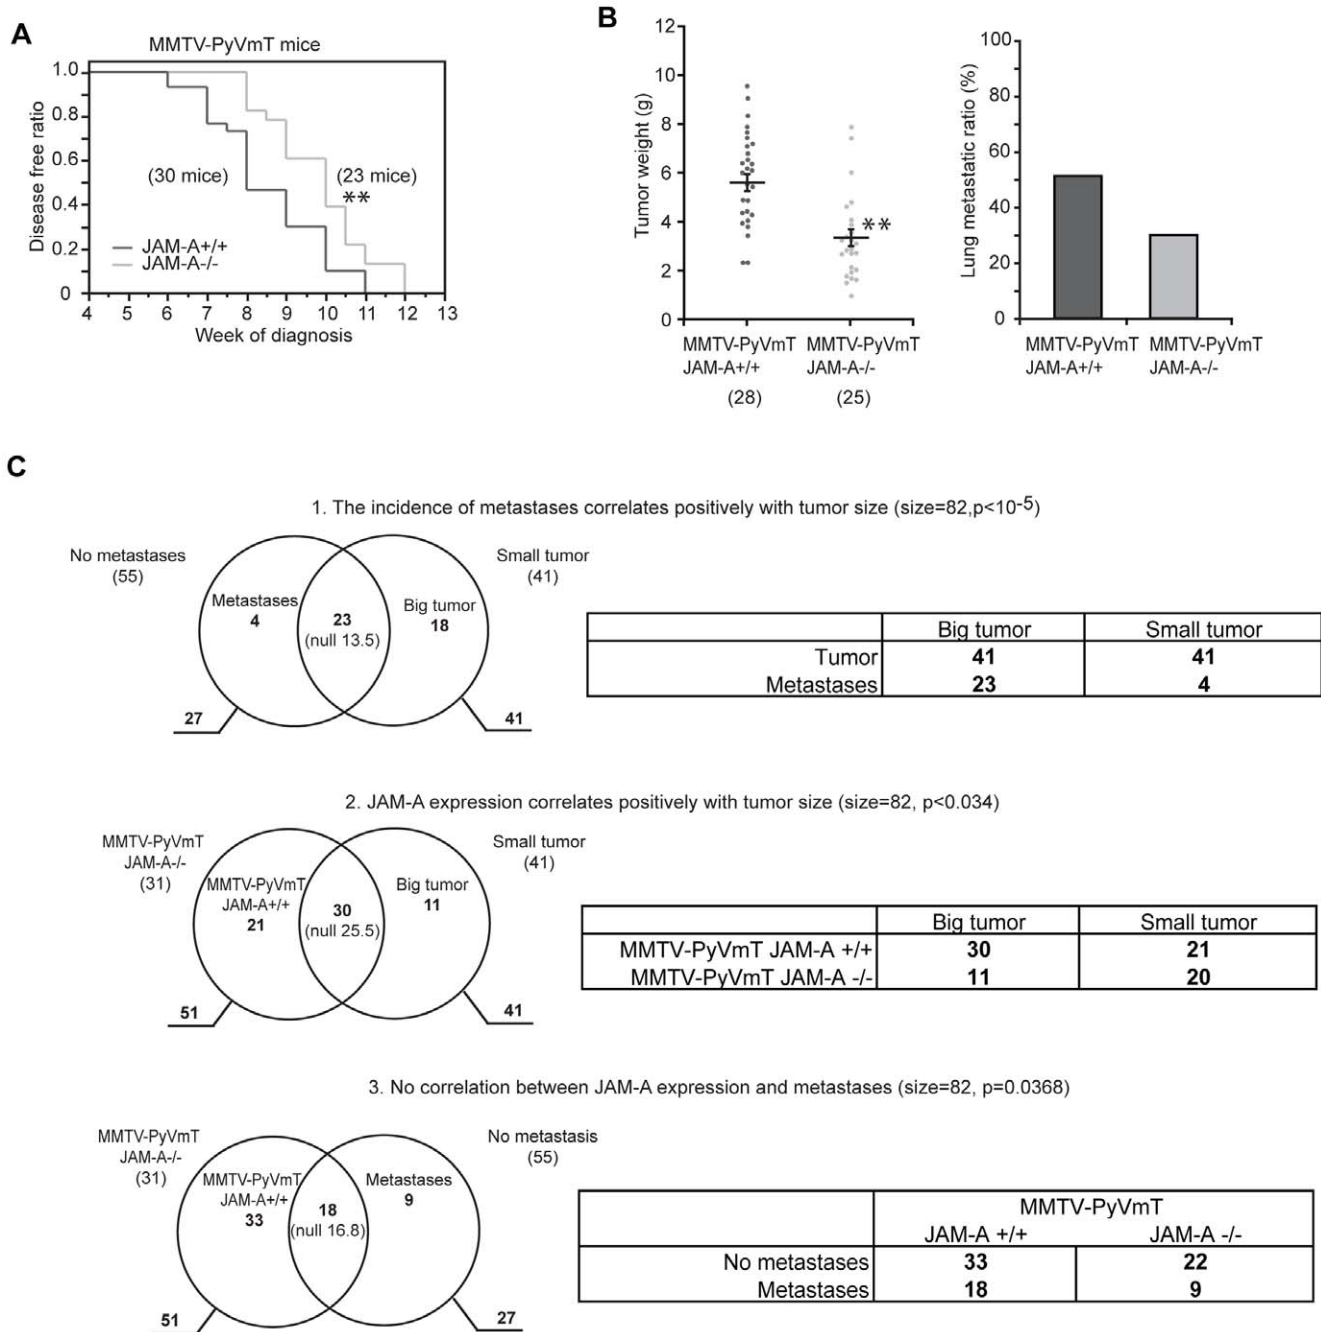 A
MMTV-PyVmT mice
Disease free ratio
1.0
0.8
0.6
0.4
0.2
0
(30 mice)
(23 mice)
**
JAM-A+/+
JAM-A-/-
4 5 6 7 8 9 10 11 12 13
Week of diagnosis
B
Tumor weight (g)
12
10
8
6
4
2
0
**
MMTV-PyVmT MMTV-PyVmT
JAM-A+/+ JAM-A-/-
(28) (25)
Lung metastatic ratio (%)
100
80
60
40
20
0
MMTV-PyVmT MMTV-PyVmT
JAM-A+/+ JAM-A-/-
C
1. The incidence of metastases correlates positively with tumor size (size=82,p<10-5)
No metastases
(55)
Small tumor
(41)
Metastases
4
23
(null 13.5)
Big tumor
18
27
41
Big tumor Small tumor
Tumor 41 41
Metastases 23 4
2. JAM-A expression correlates positively with tumor size (size=82, p<0.034)
MMTV-PyVmT
JAM-A-/-
(31)
Small tumor
(41)
MMTV-PyVmT
JAM-A+/+
21
30
(null 25.5)
Big tumor
11
51
41
Big tumor Small tumor
MMTV-PyVmT JAM-A +/+ 30 21
MMTV-PyVmT JAM-A -/- 11 20
3. No correlation between JAM-A expression and metastases (size=82, p=0.0368)
MMTV-PyVmT
JAM-A-/-
(31)
No metastasis
(55)
MMTV-PyVmT
JAM-A+/+
33
18
(null 16.8)
Metastases
9
51
27
MMTV-PyVmT
JAM-A +/+ JAM-A -/-
No metastases 33 22
Metastases 18 9